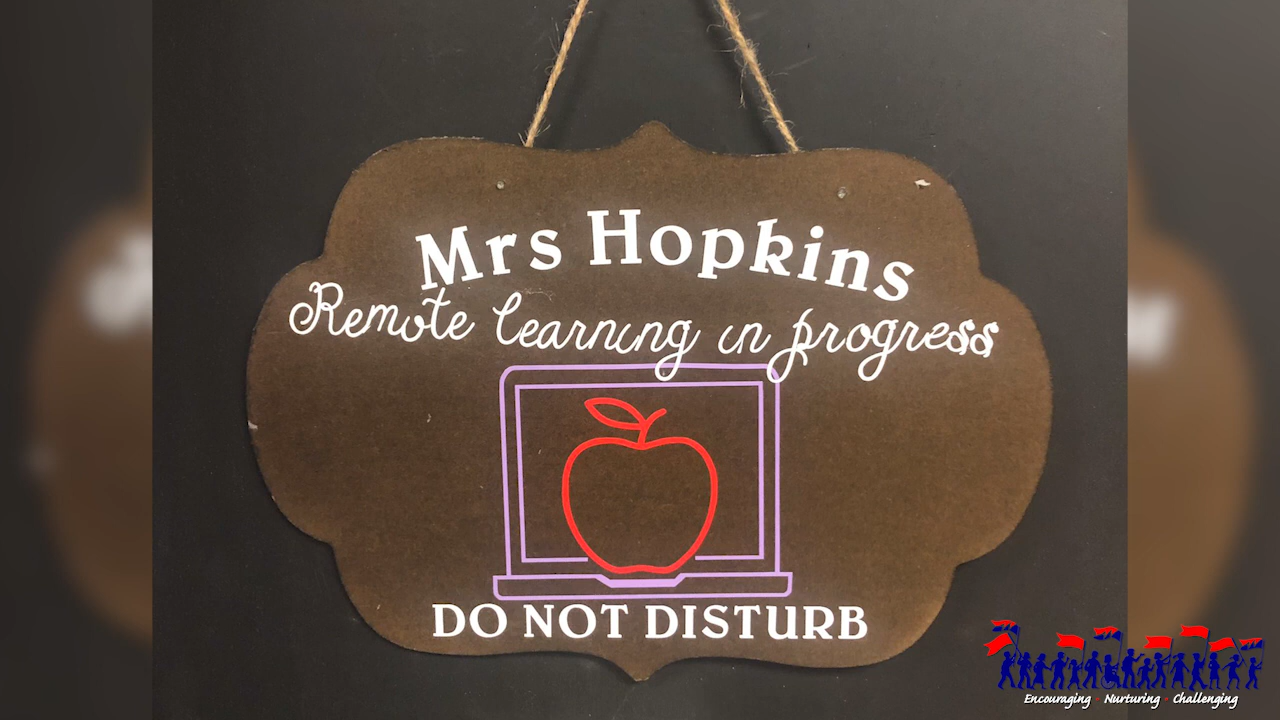 Mrs Hopkins
Remote learning in progress
DO NOT DISTURB
Encouraging • Nurturing • Challenging